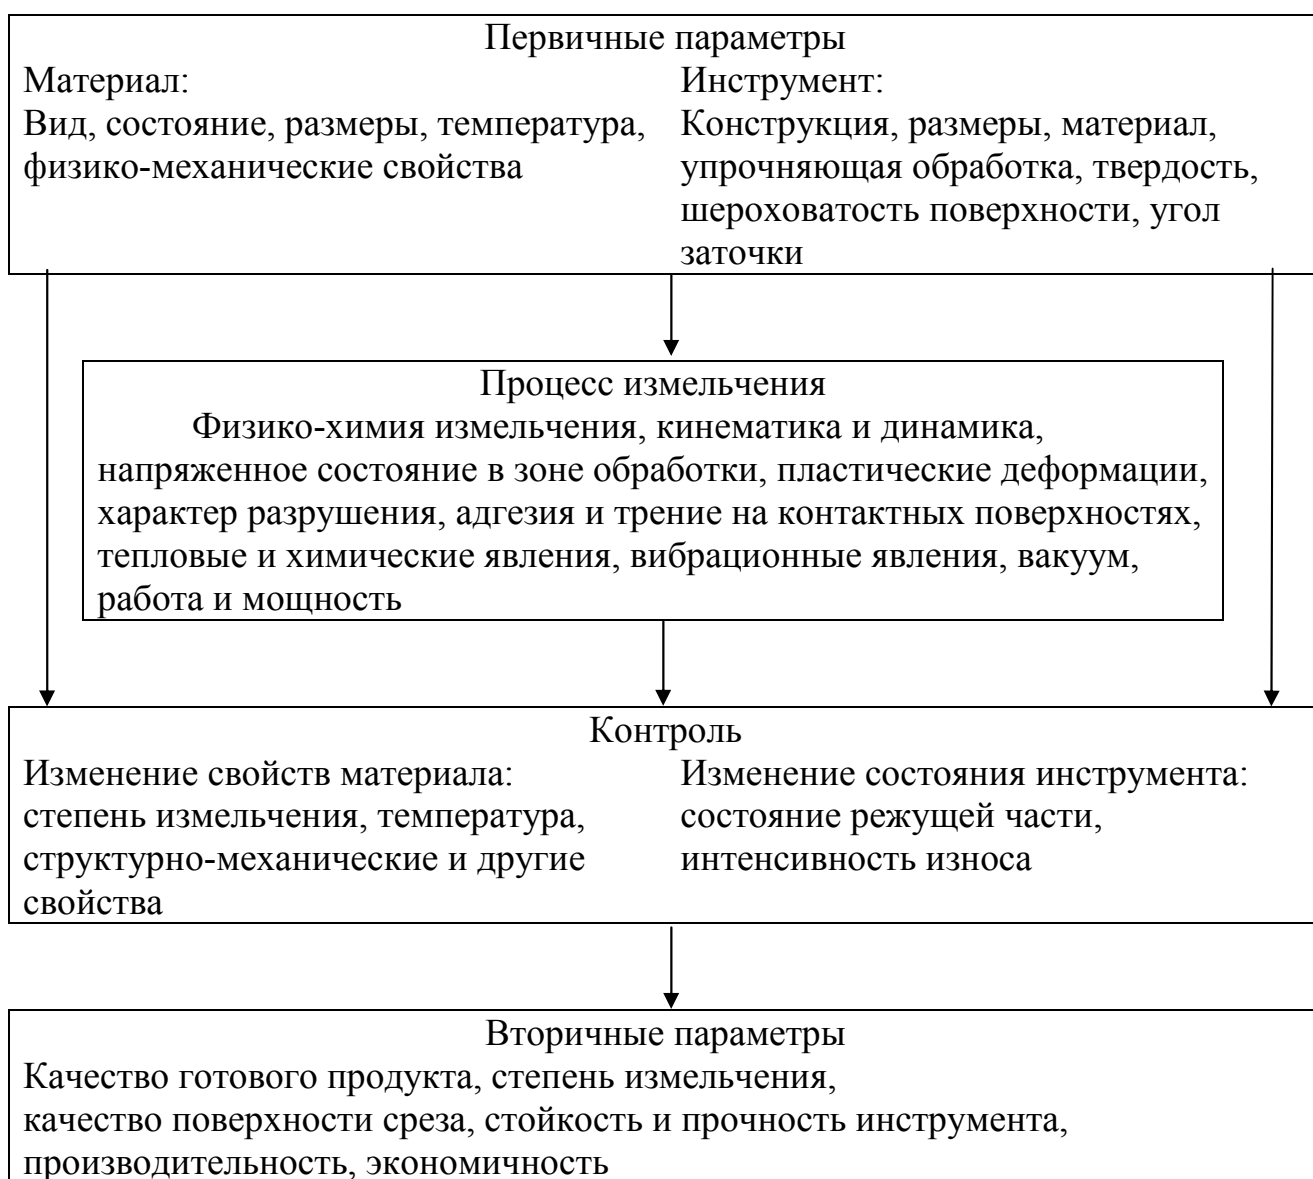 Первичные параметры
Материал:
Вид, состояние, размеры, температура,
физико-механические свойства
Инструмент:
Конструкция, размеры, материал,
упрочняющая обработка, твердость,
шероховатость поверхности, угол
заточки
Процесс измельчения
Физико-химия измельчения, кинематика и динамика,
напряженное состояние в зоне обработки, пластические деформации,
характер разрушения, адгезия и трение на контактных поверхностях,
тепловые и химические явления, вибрационные явления, вакуум,
работа и мощность
Контроль
Изменение свойств материала:
степень измельчения, температура,
структурно-механические и другие
свойства
Изменение состояния инструмента:
состояние режущей части,
интенсивность износа
Вторичные параметры
Качество готового продукта, степень измельчения,
качество поверхности среза, стойкость и прочность инструмента,
производительность, экономичность